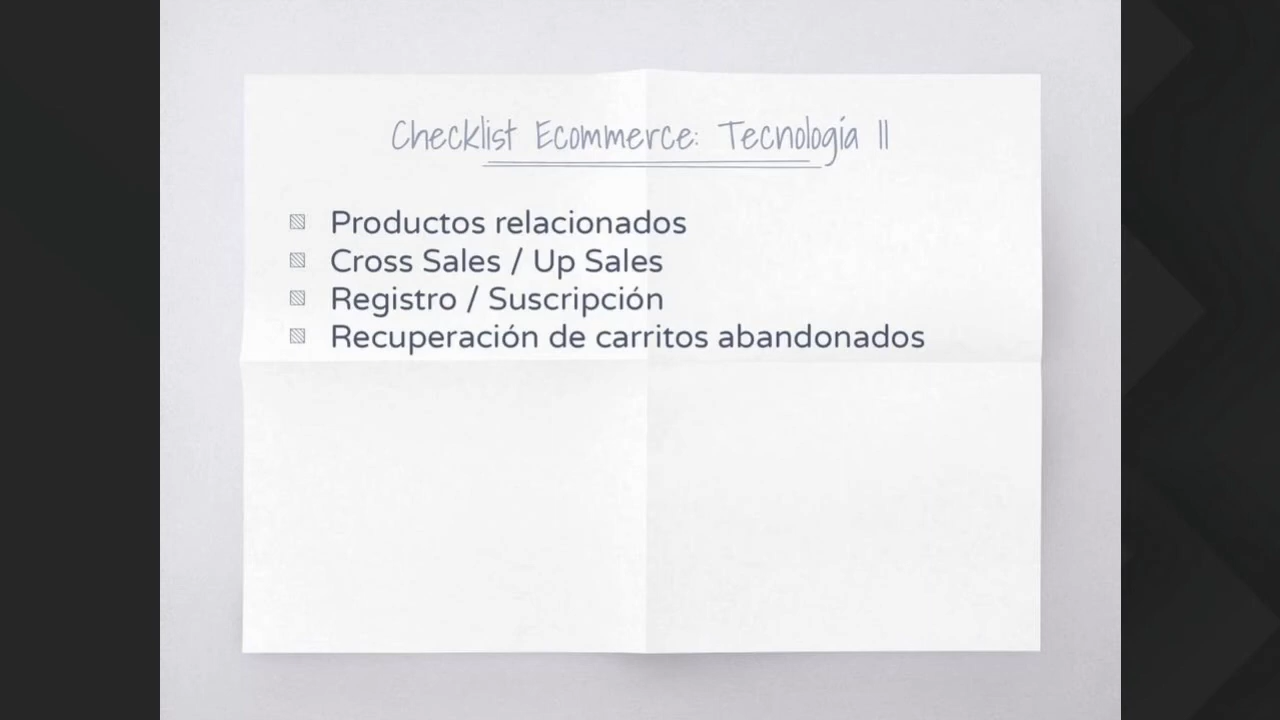 Checklist Ecommerce: Tecnología II
Productos relacionados
Cross Sales / Up Sales
Registro / Suscripción
Recuperación de carritos abandonados